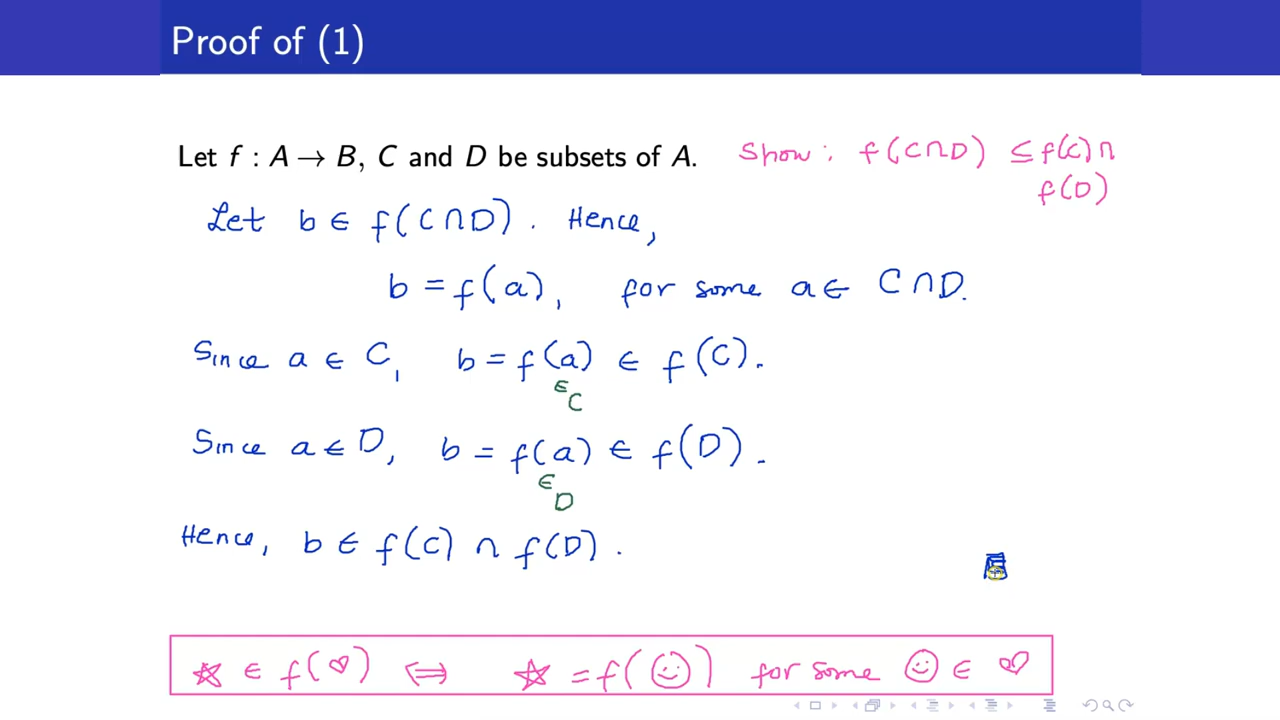 Proof of (1)
Let f : A → B, C and D be subsets of A. Show: f(C∩D) ⊆ f(C)∩
f(D)
Let b ∈ f(C∩D). Hence,
b = f(a), for some a ∈ C∩D.
Since a ∈ C, b = f(a) ∈ f(C).
∈ C
Since a ∈ D, b = f(a) ∈ f(D).
∈ D
Hence, b ∈ f(C) ∩ f(D).
☆ ∈ f(♡) ⟺ ☆ = f(☺) for some ☺ ∈ ♡